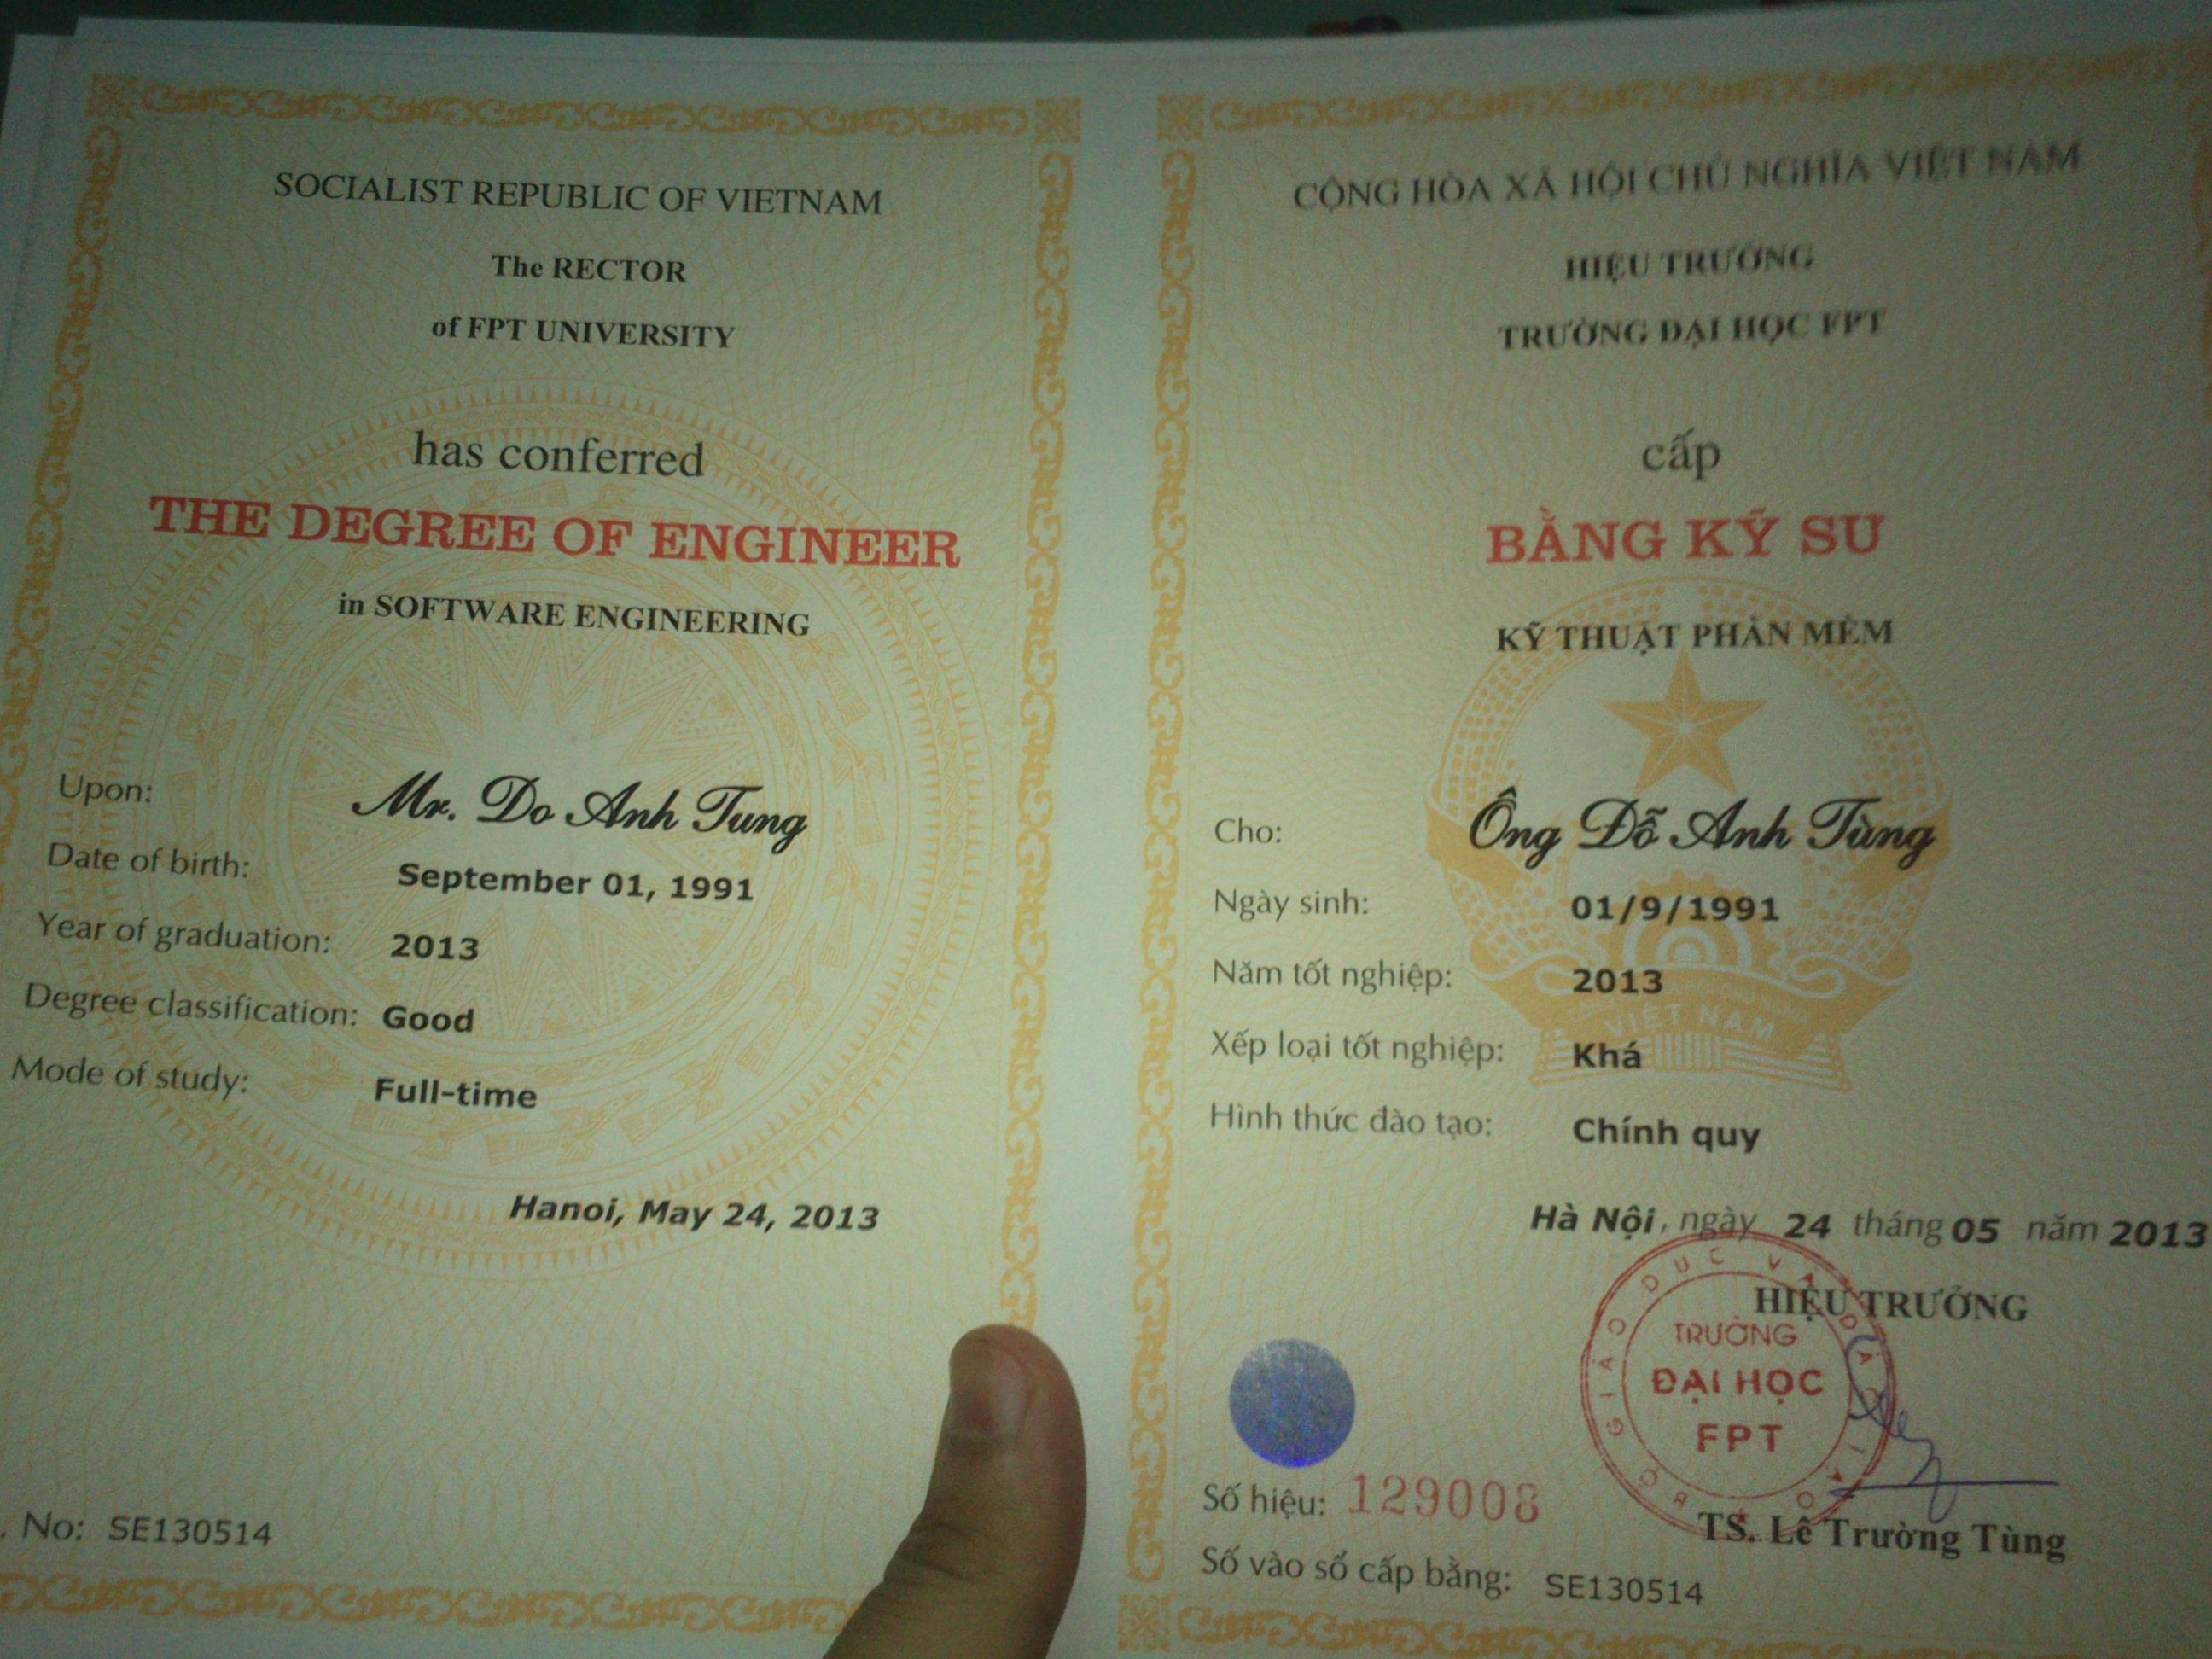 SOCIALIST REPUBLIC OF VIETNAM
The RECTOR
of FPT UNIVERSITY
has conferred
THE DEGREE OF ENGINEER
in SOFTWARE ENGINEERING
Upon: Mr. Do Anh Tung
Date of birth: September 01, 1991
Year of graduation: 2013
Degree classification: Good
Mode of study: Full-time
Hanoi, May 24, 2013
. No: SE130514
CỘNG HÒA XÃ HỘI CHỦ NGHĨA VIỆT NAM
HIỆU TRƯỞNG
TRƯỜNG ĐẠI HỌC FPT
cấp
BẰNG KỸ SƯ
KỸ THUẬT PHẦN MỀM
Cho: Ông Đỗ Anh Tùng
Ngày sinh: 01/9/1991
Năm tốt nghiệp: 2013
VIỆT NAM
Xếp loại tốt nghiệp: Khá
Hình thức đào tạo: Chính quy
Hà Nội, ngày 24 tháng 05 năm 2013
HIỆU TRƯỞNG
BỘ GIÁO DỤC VÀ ĐÀO TẠO
TRƯỜNG
ĐẠI HỌC
FPT
Số hiệu: 129008
TS. Lê Trường Tùng
Số vào sổ cấp bằng: SE130514